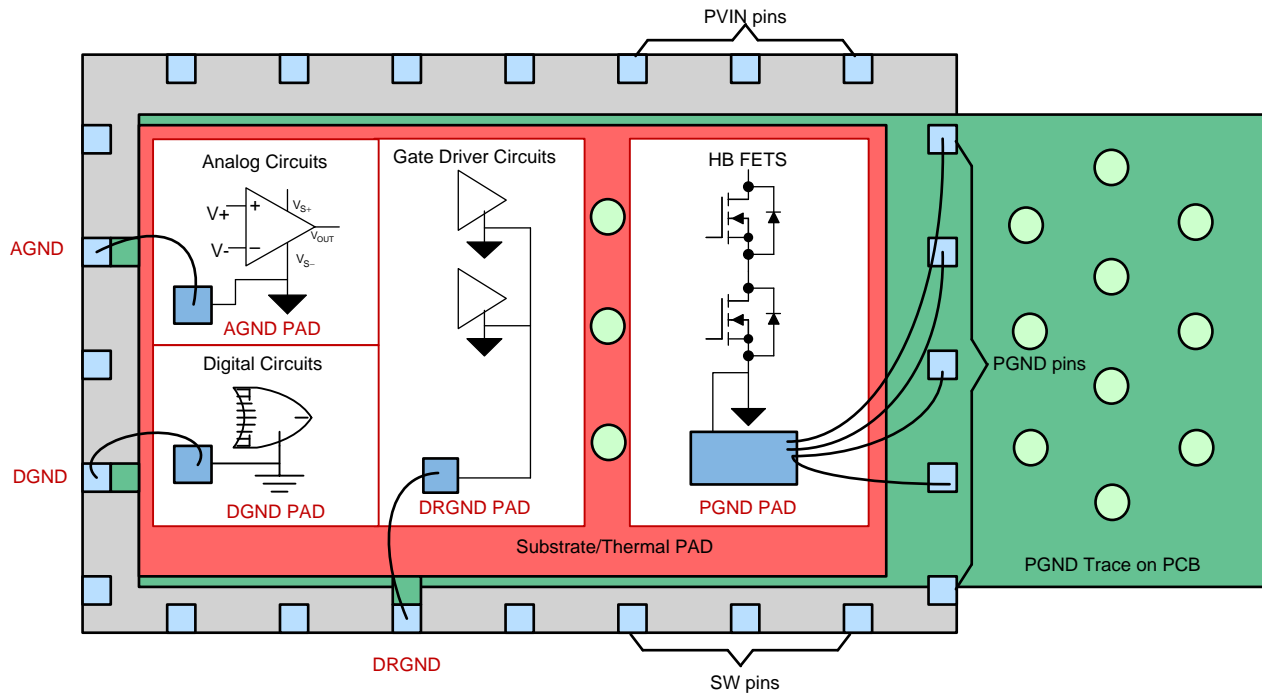 PVIN pins
Analog Circuits
Gate Driver Circuits
HB FETS
V+
+
VS+
VOUT
V-
−
VS−
AGND
AGND PAD
Digital Circuits
PGND pins
DGND
DGND PAD
DRGND PAD
PGND PAD
Substrate/Thermal PAD
PGND Trace on PCB
DRGND
SW pins